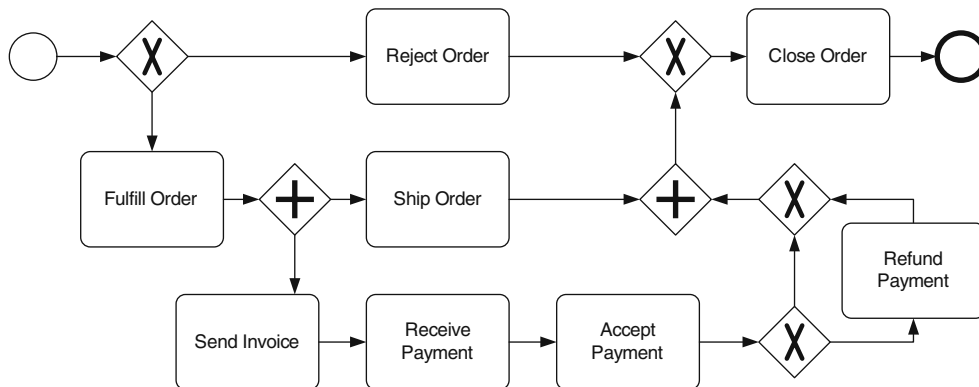 Reject Order
Close Order
Fulfill Order
Ship Order
Refund
Payment
Send Invoice
Receive
Payment
Accept
Payment